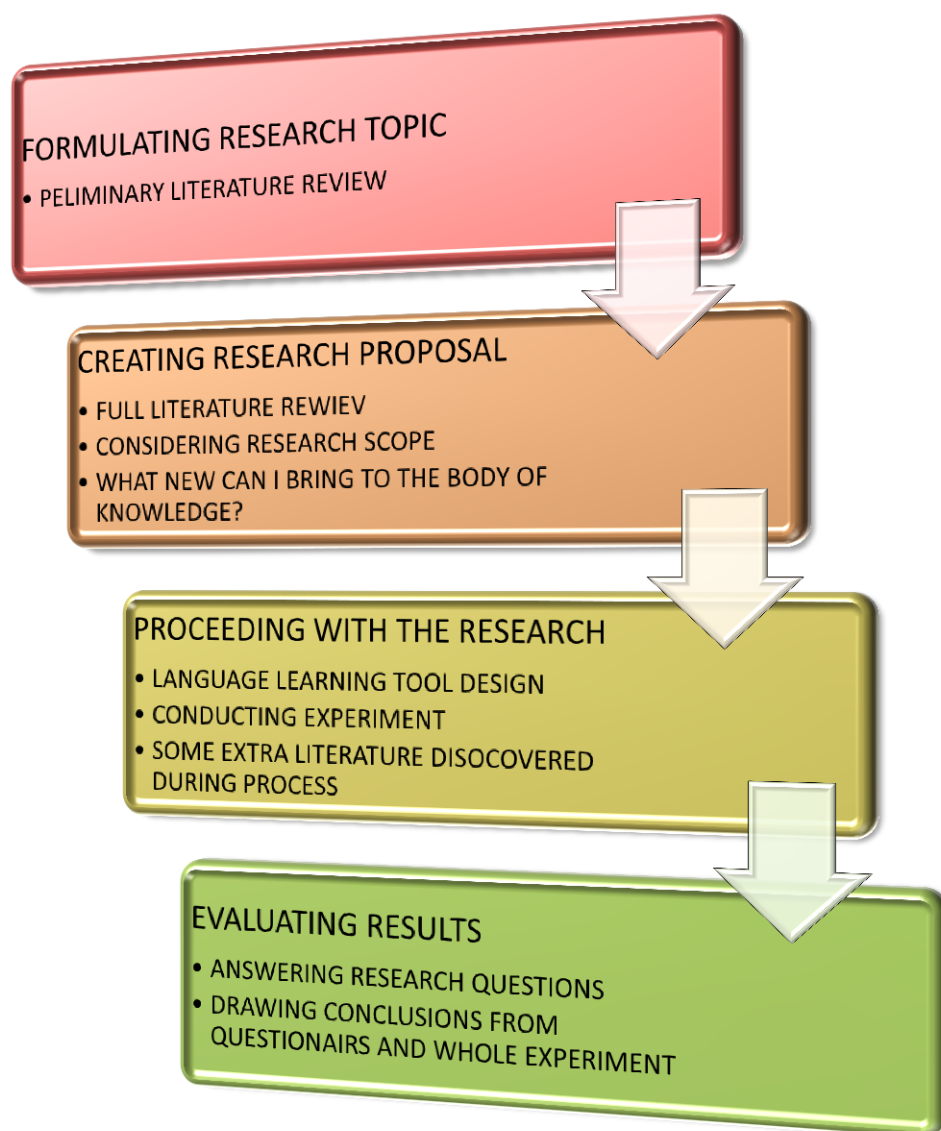 FORMULATING RESEARCH TOPIC
• PELIMINARY LITERATURE REVIEW
CREATING RESEARCH PROPOSAL
• FULL LITERATURE REWIEV
• CONSIDERING RESEARCH SCOPE
• WHAT NEW CAN I BRING TO THE BODY OF
KNOWLEDGE?
PROCEEDING WITH THE RESEARCH
• LANGUAGE LEARNING TOOL DESIGN
• CONDUCTING EXPERIMENT
• SOME EXTRA LITERATURE DISOCOVERED
DURING PROCESS
EVALUATING RESULTS
• ANSWERING RESEARCH QUESTIONS
• DRAWING CONCLUSIONS FROM
QUESTIONAIRS AND WHOLE EXPERIMENT